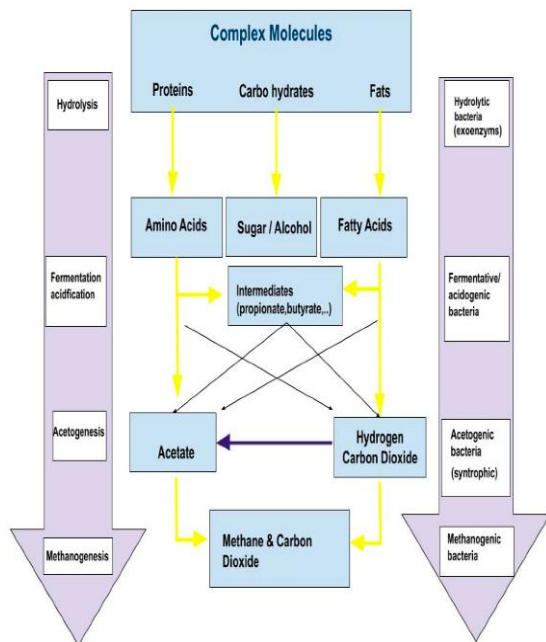 Complex Molecules
Proteins
Carbo hydrates
Fats
Hydrolysis
Hydrolytic
bacteria
(exoenzyms)
Amino Acids
Sugar / Alcohol
Fatty Acids
Fermentation
acidfication
Intermediates
(propionate,butyrate,..)
Fermentative/
acidogenic
bacteria
Acetogenesis
Acetate
Hydrogen
Carbon Dioxide
Acetogenic
bacteria
(syntrophic)
Methanogenesis
Methane & Carbon
Dioxide
Methanogenic
bacteria